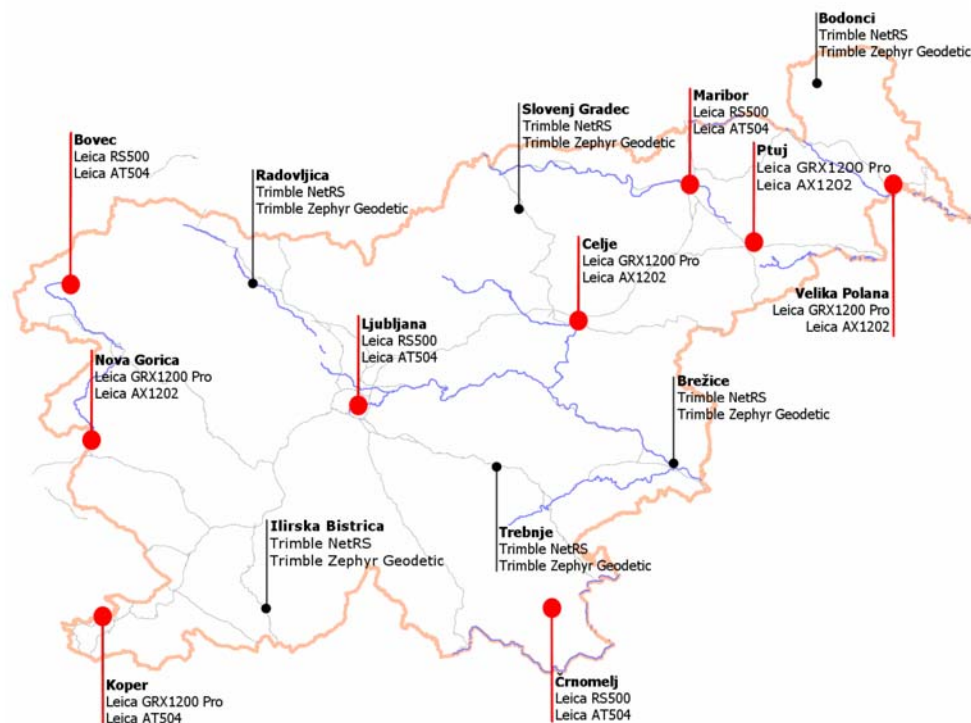 Bodonci
Trimble NetRS
Trimble Zephyr Geodetic
Maribor
Leica RS500
Leica AT504
Slovenj Gradec
Trimble NetRS
Trimble Zephyr Geodetic
Bovec
Leica RS500
Leica AT504
Ptuj
Leica GRX1200 Pro
Leica AX1202
Radovljica
Trimble NetRS
Trimble Zephyr Geodetic
Celje
Leica GRX1200 Pro
Leica AX1202
Velika Polana
Leica GRX1200 Pro
Leica AX1202
Ljubljana
Leica RS500
Leica AT504
Nova Gorica
Leica GRX1200 Pro
Leica AX1202
Brežice
Trimble NetRS
Trimble Zephyr Geodetic
Ilirska Bistrica
Trimble NetRS
Trimble Zephyr Geodetic
Trebnje
Trimble NetRS
Trimble Zephyr Geodetic
Koper
Leica GRX1200 Pro
Leica AT504
Črnomelj
Leica RS500
Leica AT504